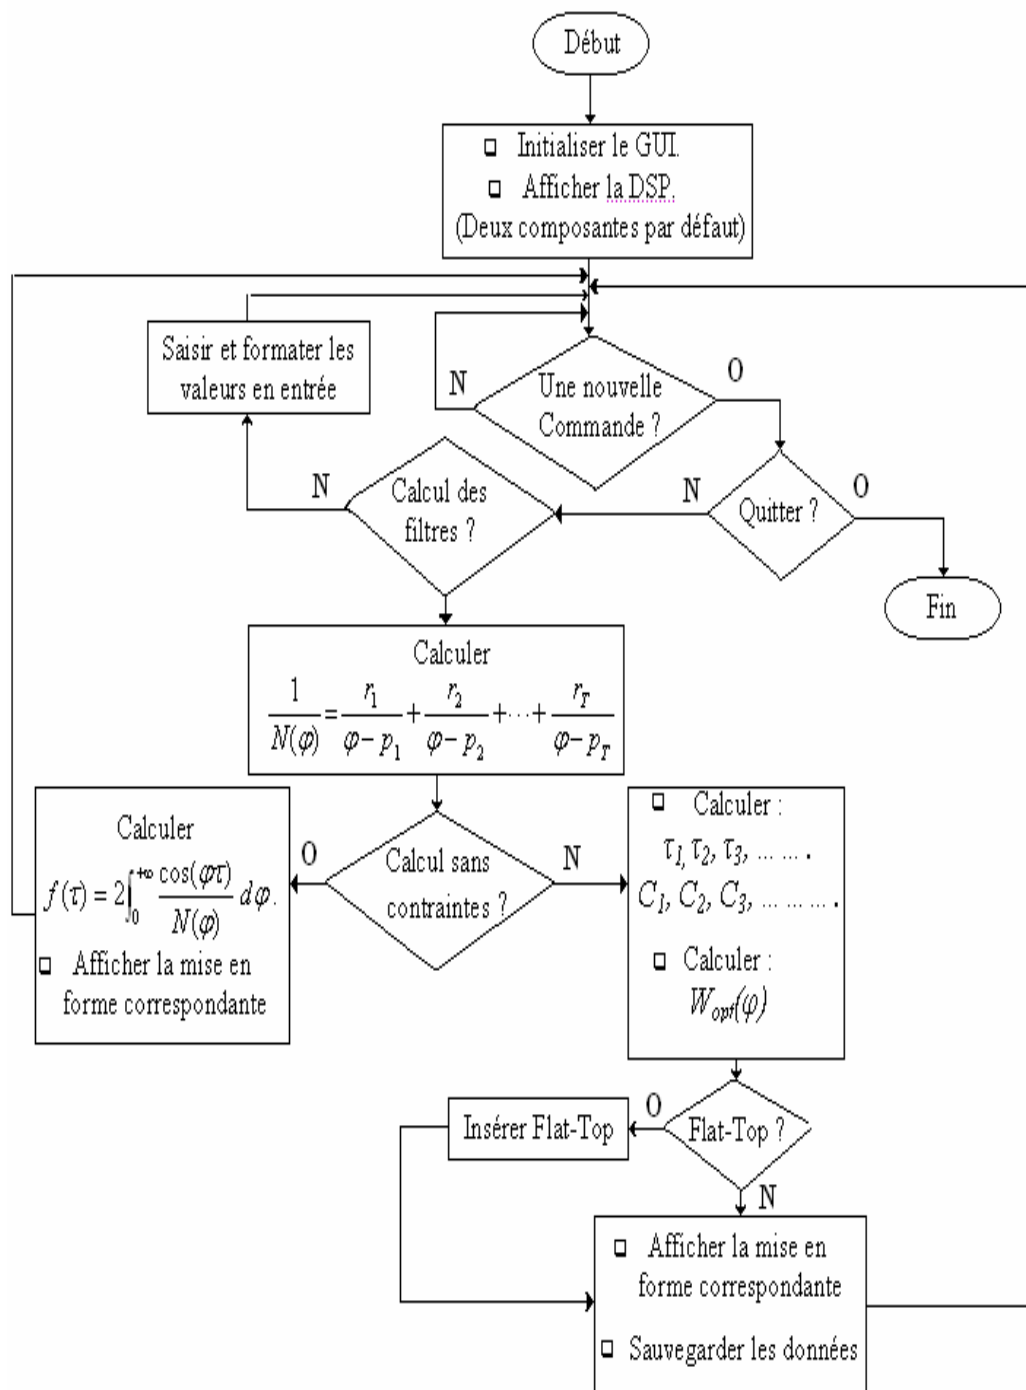 Début
❑ Initialiser le GUI.
❑ Afficher la DSP.
(Deux composantes par défaut)
Saisir et formater les
valeurs en entrée
N
Une nouvelle
Commande ?
O
N
Calcul des
filtres ?
N
Quitter ?
O
Fin
Calculer
1/N(φ) = r₁/(φ − p₁) + r₂/(φ − p₂) + ··· + r_T/(φ − p_T)
Calculer
f(τ) = 2∫₀^{+∞} cos(φτ)/N(φ) dφ.
❑ Afficher la mise en
forme correspondante
O
Calcul sans
contraintes ?
N
❑ Calculer :
τ₁, τ₂, τ₃, ... ... .
C₁, C₂, C₃, ... ... ... .
❑ Calculer :
W_opt(φ)
Insérer Flat-Top
O
Flat-Top ?
N
❑ Afficher la mise en
forme correspondante
❑ Sauvegarder les données